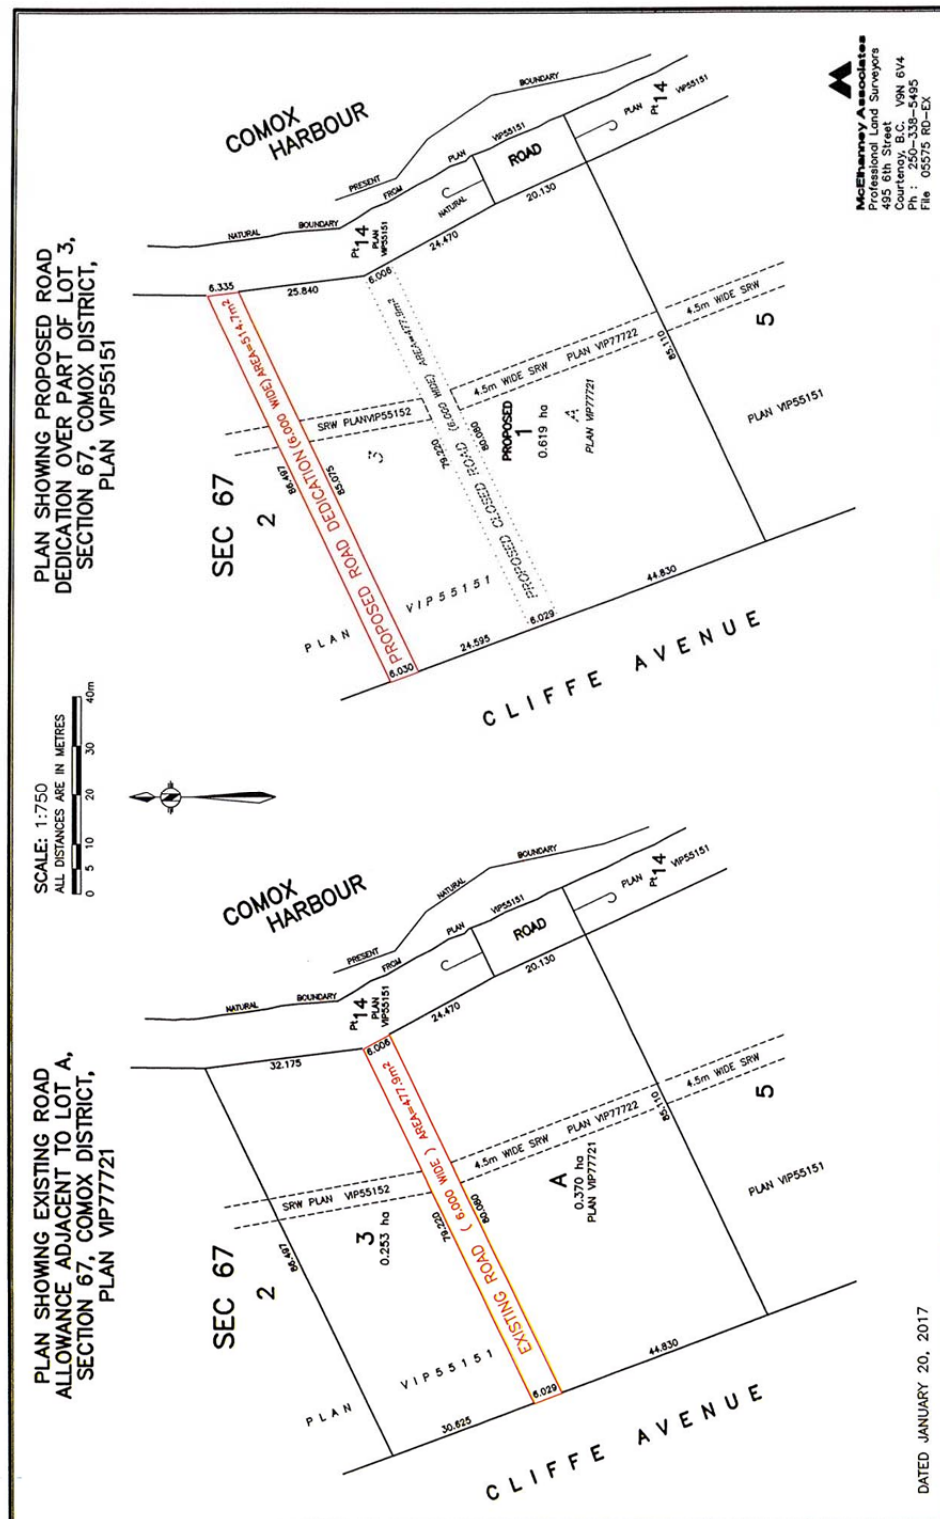 PLAN SHOWING EXISTING ROAD
ALLOWANCE ADJACENT TO LOT A,
SECTION 67, COMOX DISTRICT,
PLAN VIP77721
SCALE: 1:750
ALL DISTANCES ARE IN METRES
0 5 10 20 30 40m
PLAN SHOWING PROPOSED ROAD
DEDICATION OVER PART OF LOT 3,
SECTION 67, COMOX DISTRICT,
PLAN VIP55151
COMOX
HARBOUR
NATURAL BOUNDARY
FROM PLAN VIP55151
PRESENT NATURAL BOUNDARY
SEC 67
2
86.497
32.175
Pt 14
PLAN
VIP55151
SRW PLAN VIP55152
3
0.253 ha
PLAN VIP55151
30.625
79.220
EXISTING ROAD ( 6.000 WIDE ) AREA=477.9m²
6.006
6.029
80.080
24.470
ROAD
20.130
PLAN VIP55151
Pt 14
4.5m WIDE SRW PLAN VIP77722
A
0.370 ha
PLAN VIP77721
44.830
85.110
4.5m WIDE SRW
5
PLAN VIP55151
CLIFFE AVENUE
DATED JANUARY 20, 2017
COMOX
HARBOUR
NATURAL BOUNDARY
FROM PLAN VIP55151
PRESENT NATURAL BOUNDARY
SEC 67
2
86.497
6.335
PROPOSED ROAD DEDICATION (6.000 WIDE) AREA=514.7m²
6.030
85.075
25.840
Pt 14
PLAN
VIP55151
SRW PLANVIP55152
3
PLAN VIP55151
24.595
79.220
PROPOSED CLOSED ROAD (6.000 WIDE) AREA=477.9m²
6.006
6.029
80.080
24.470
ROAD
20.130
PLAN VIP55151
Pt 14
4.5m WIDE SRW PLAN VIP77722
PROPOSED
1
0.619 ha
A
PLAN VIP77721
44.830
85.110
4.5m WIDE SRW
5
PLAN VIP55151
CLIFFE AVENUE
McElhanney Associates
Professional Land Surveyors
495 6th Street
Courtenay, B.C. V9N 6V4
Ph : 250-338-5495
File 05575 RD-EX